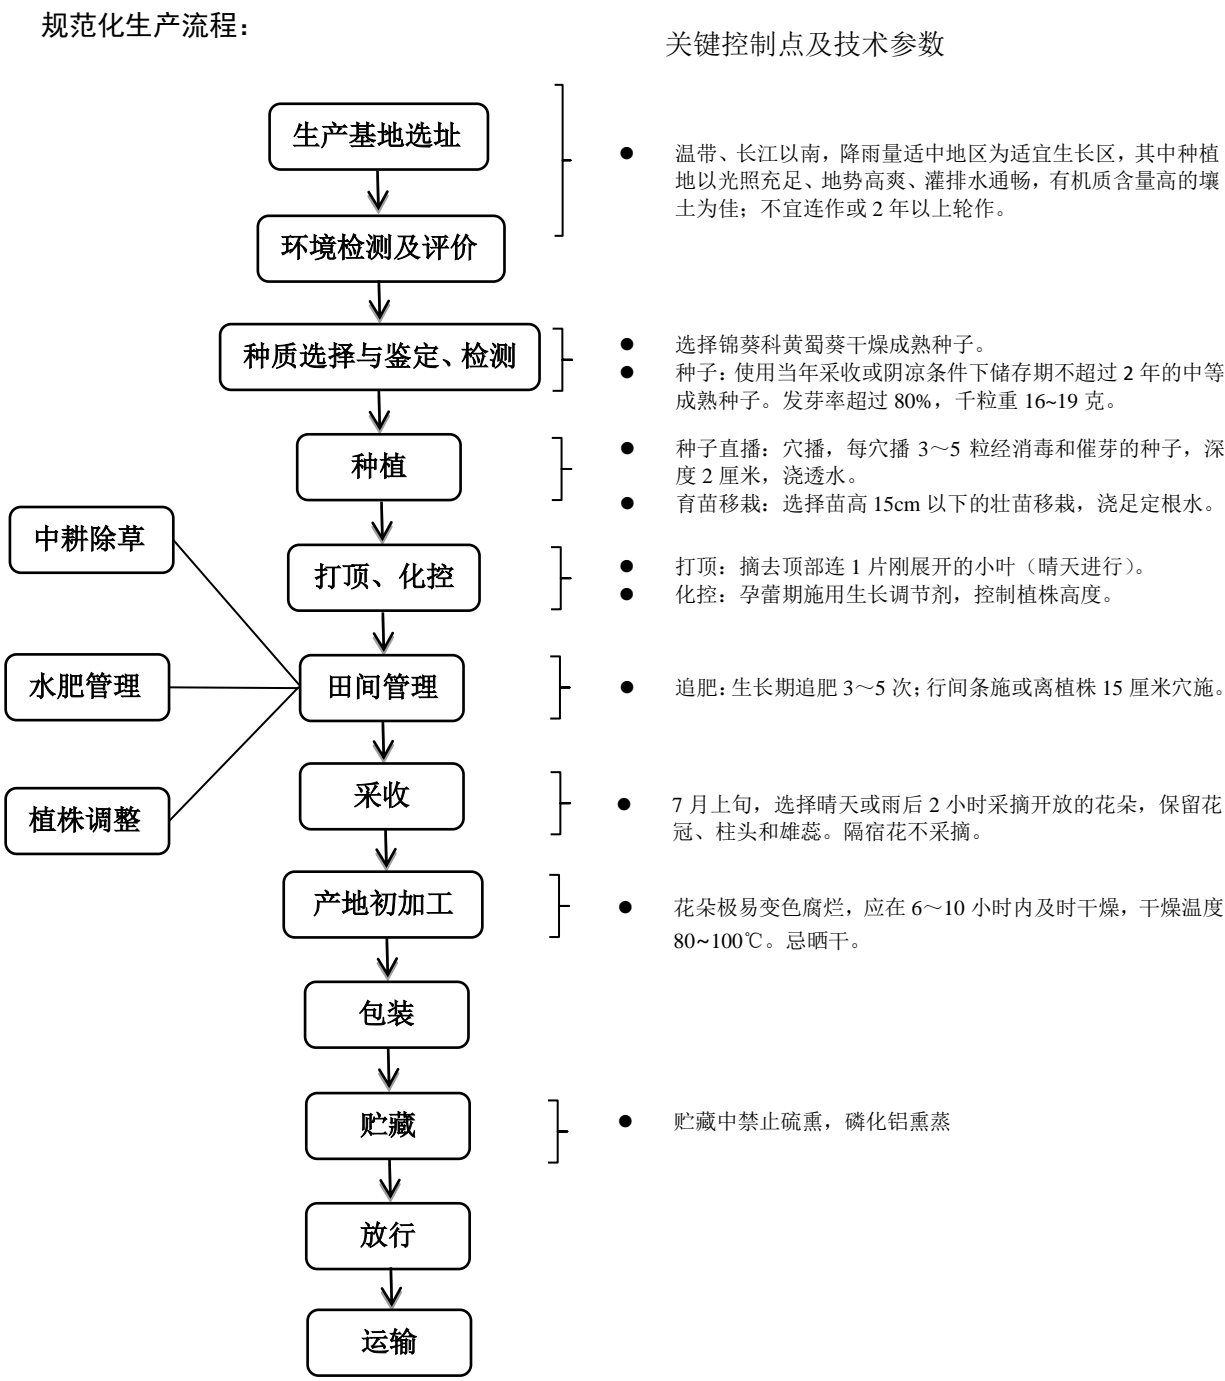 规范化生产流程：
关键控制点及技术参数
生产基地选址
● 温带、长江以南，降雨量适中地区为适宜生长区，其中种植
地以光照充足、地势高爽、灌排水通畅，有机质含量高的壤
土为佳；不宜连作或 2 年以上轮作。
环境检测及评价
种质选择与鉴定、检测
● 选择锦葵科黄蜀葵干燥成熟种子。
● 种子：使用当年采收或阴凉条件下储存期不超过 2 年的中等
成熟种子。发芽率超过 80%，千粒重 16~19 克。
种植
● 种子直播：穴播，每穴播 3～5 粒经消毒和催芽的种子，深
度 2 厘米，浇透水。
● 育苗移栽：选择苗高 15cm 以下的壮苗移栽，浇足定根水。
中耕除草
打顶、化控
● 打顶：摘去顶部连 1 片刚展开的小叶（晴天进行）。
● 化控：孕蕾期施用生长调节剂，控制植株高度。
水肥管理
田间管理
● 追肥：生长期追肥 3～5 次；行间条施或离植株 15 厘米穴施。
植株调整
采收
● 7 月上旬，选择晴天或雨后 2 小时采摘开放的花朵，保留花
冠、柱头和雄蕊。隔宿花不采摘。
产地初加工
● 花朵极易变色腐烂，应在 6～10 小时内及时干燥，干燥温度
80~100℃。忌晒干。
包装
贮藏
● 贮藏中禁止硫熏，磷化铝熏蒸
放行
运输